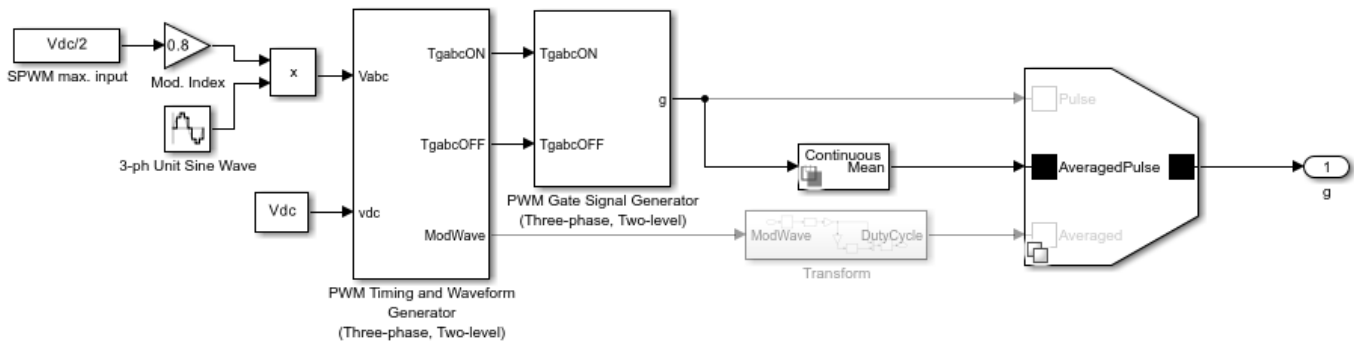 Vdc/2
SPWM max. input
0.8
Mod. Index
x
3-ph Unit Sine Wave
Vdc
Vabc
vdc
TgabcON
TgabcOFF
ModWave
PWM Timing and Waveform
Generator
(Three-phase, Two-level)
TgabcON
TgabcOFF
g
PWM Gate Signal Generator
(Three-phase, Two-level)
Continuous
Mean
ModWave
DutyCycle
Transform
Pulse
AveragedPulse
Averaged
1
g